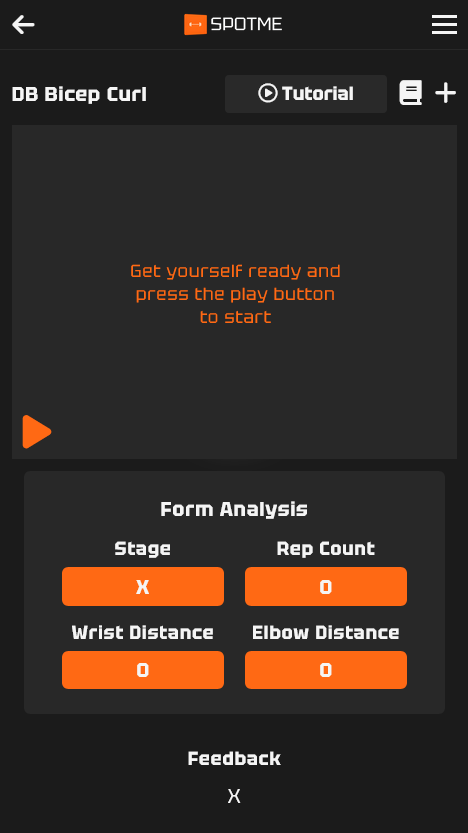 SPOTME
DB Bicep Curl
Tutorial
Get yourself ready and
press the play button
to start
Form Analysis
Stage
Rep Count
X
0
Wrist Distance
Elbow Distance
0
0
Feedback
X